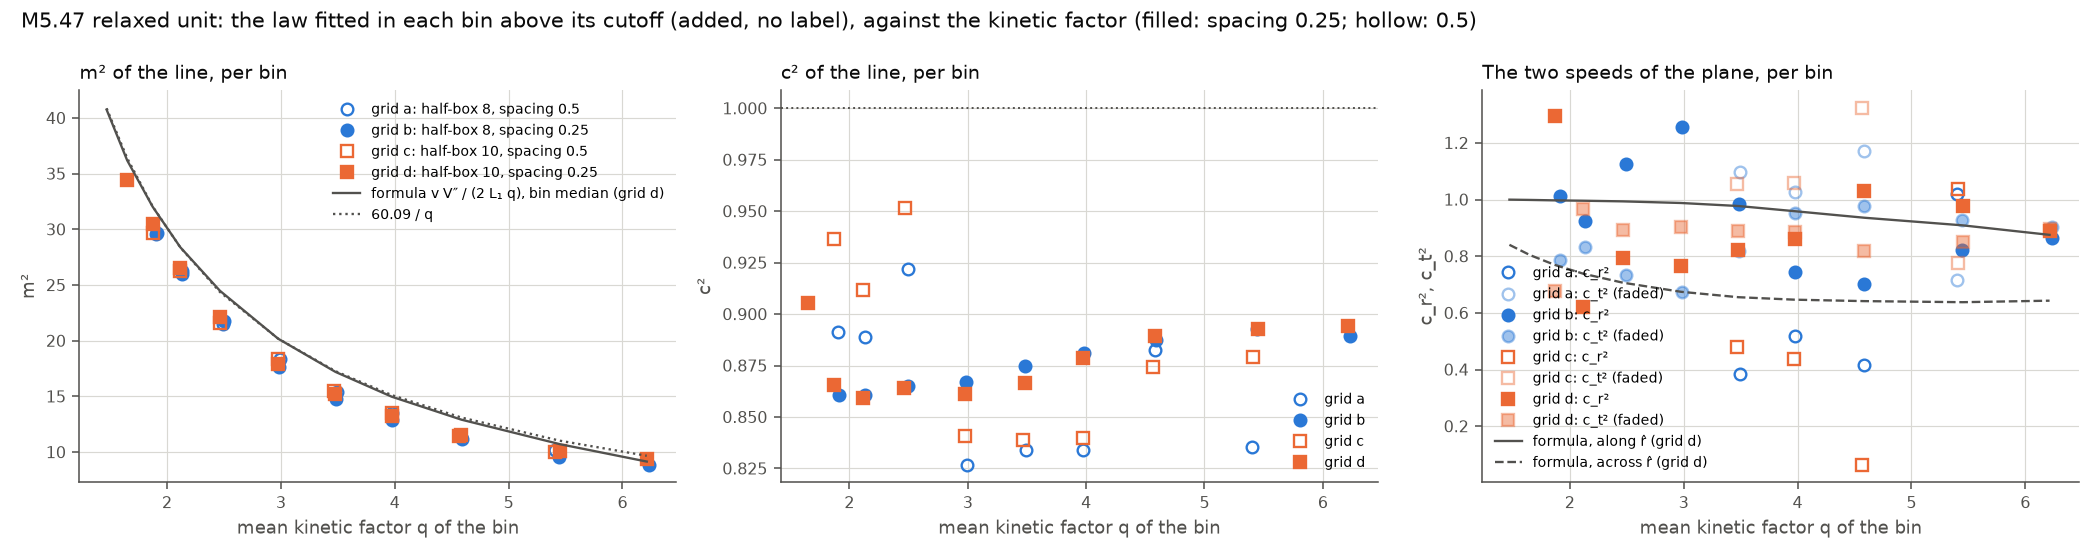 M5.47 relaxed unit: the law fitted in each bin above its cutoff (added, no label), against the kinetic factor (filled: spacing 0.25; hollow: 0.5)
m² of the line, per bin
grid a: half-box 8, spacing 0.5
grid b: half-box 8, spacing 0.25
grid c: half-box 10, spacing 0.5
grid d: half-box 10, spacing 0.25
formula v V″ / (2 L₁ q), bin median (grid d)
60.09 / q
40
35
30
25
20
15
10
m²
2 3 4 5 6
mean kinetic factor q of the bin
c² of the line, per bin
1.000
0.975
0.950
0.925
0.900
0.875
0.850
0.825
c²
grid a
grid b
grid c
grid d
2 3 4 5 6
mean kinetic factor q of the bin
The two speeds of the plane, per bin
1.2
1.0
0.8
0.6
0.4
0.2
c_r², c_t²
grid a: c_r²
grid a: c_t² (faded)
grid b: c_r²
grid b: c_t² (faded)
grid c: c_r²
grid c: c_t² (faded)
grid d: c_r²
grid d: c_t² (faded)
formula, along r̂ (grid d)
formula, across r̂ (grid d)
2 3 4 5 6
mean kinetic factor q of the bin